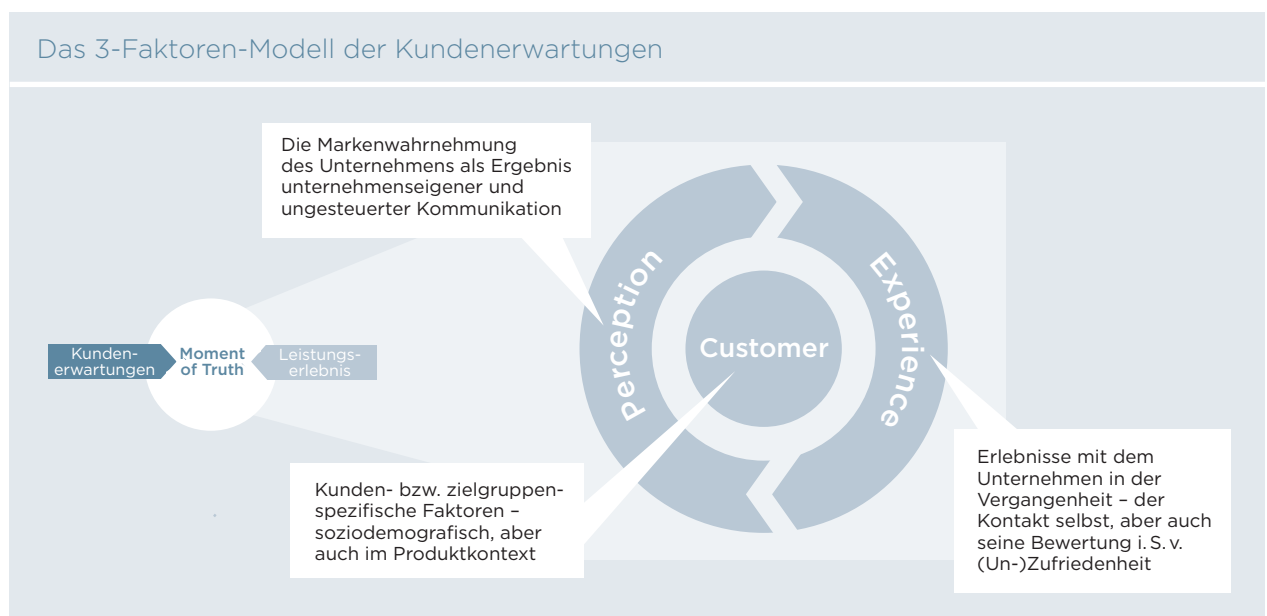 Das 3-Faktoren-Modell der Kundenerwartungen
Die Markenwahrnehmung
des Unternehmens als Ergebnis
unternehmenseigener und
ungesteuerter Kommunikation
Kunden-
erwartungen
Moment
of Truth
Leistungs-
erlebnis
Perception
Customer
Experience
Kunden- bzw. zielgruppen-
spezifische Faktoren –
soziodemografisch, aber
auch im Produktkontext
Erlebnisse mit dem
Unternehmen in der
Vergangenheit – der
Kontakt selbst, aber auch
seine Bewertung i. S. v.
(Un-)Zufriedenheit